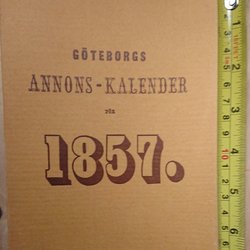 GÖTEBORGS
ANNONS-KALENDER
FÖR
1857.